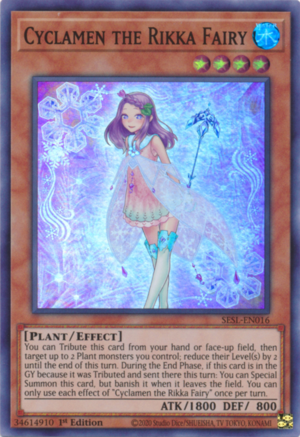 CYCLAMEN THE RIKKA FAIRY
SESL-EN016
[PLANT/EFFECT]
You can Tribute this card from your hand or face-up field, then
target up to 2 Plant monsters you control; reduce their Level(s) by 2
until the end of this turn. During the End Phase, if this card is in the
GY because it was Tributed and sent there this turn: You can Special
Summon this card, but banish it when it leaves the field. You can
only use each effect of "Cyclamen the Rikka Fairy" once per turn.
ATK/1800 DEF/ 800
34614910 1st Edition ©2020 Studio Dice/SHUEISHA, TV TOKYO, KONAMI